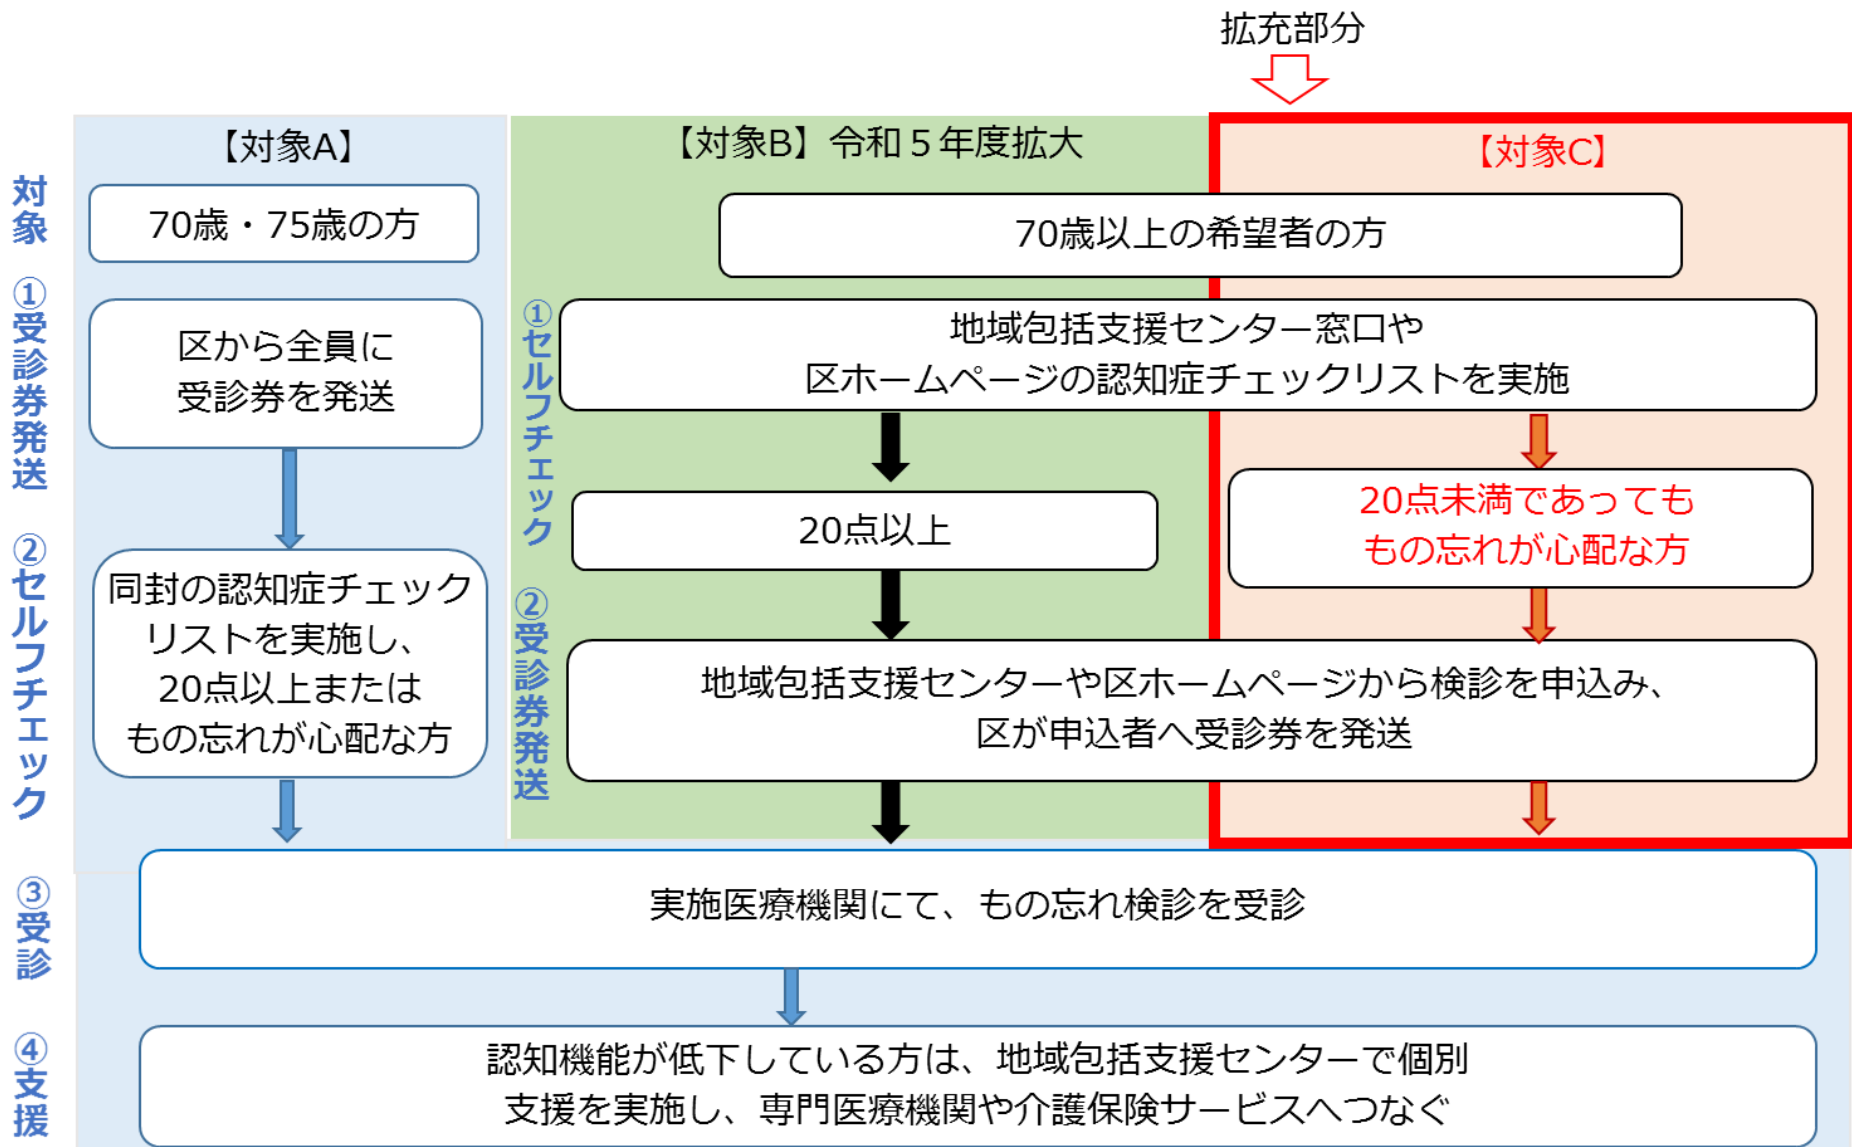 拡充部分
【対象A】
【対象B】令和５年度拡大
【対象C】
対象
70歳・75歳の方
70歳以上の希望者の方
①受診券発送
区から全員に
受診券を発送
①セルフチェック
地域包括支援センター窓口や
区ホームページの認知症チェックリストを実施
20点以上
20点未満であっても
もの忘れが心配な方
②セルフチェック
同封の認知症チェック
リストを実施し、
20点以上または
もの忘れが心配な方
②受診券発送
地域包括支援センターや区ホームページから検診を申込み、
区が申込者へ受診券を発送
③受診
実施医療機関にて、もの忘れ検診を受診
④支援
認知機能が低下している方は、地域包括支援センターで個別
支援を実施し、専門医療機関や介護保険サービスへつなぐ